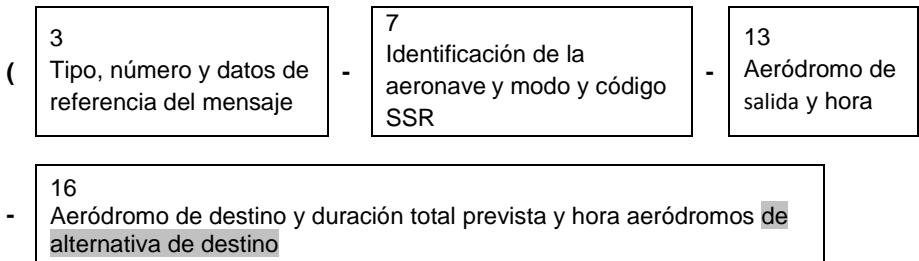 3
Tipo, número y datos de
referencia del mensaje
(
-
7
Identificación de la
aeronave y modo y código
SSR
-
13
Aeródromo de
salida y hora
-
16
Aeródromo de destino y duración total prevista y hora aeródromos de
alternativa de destino